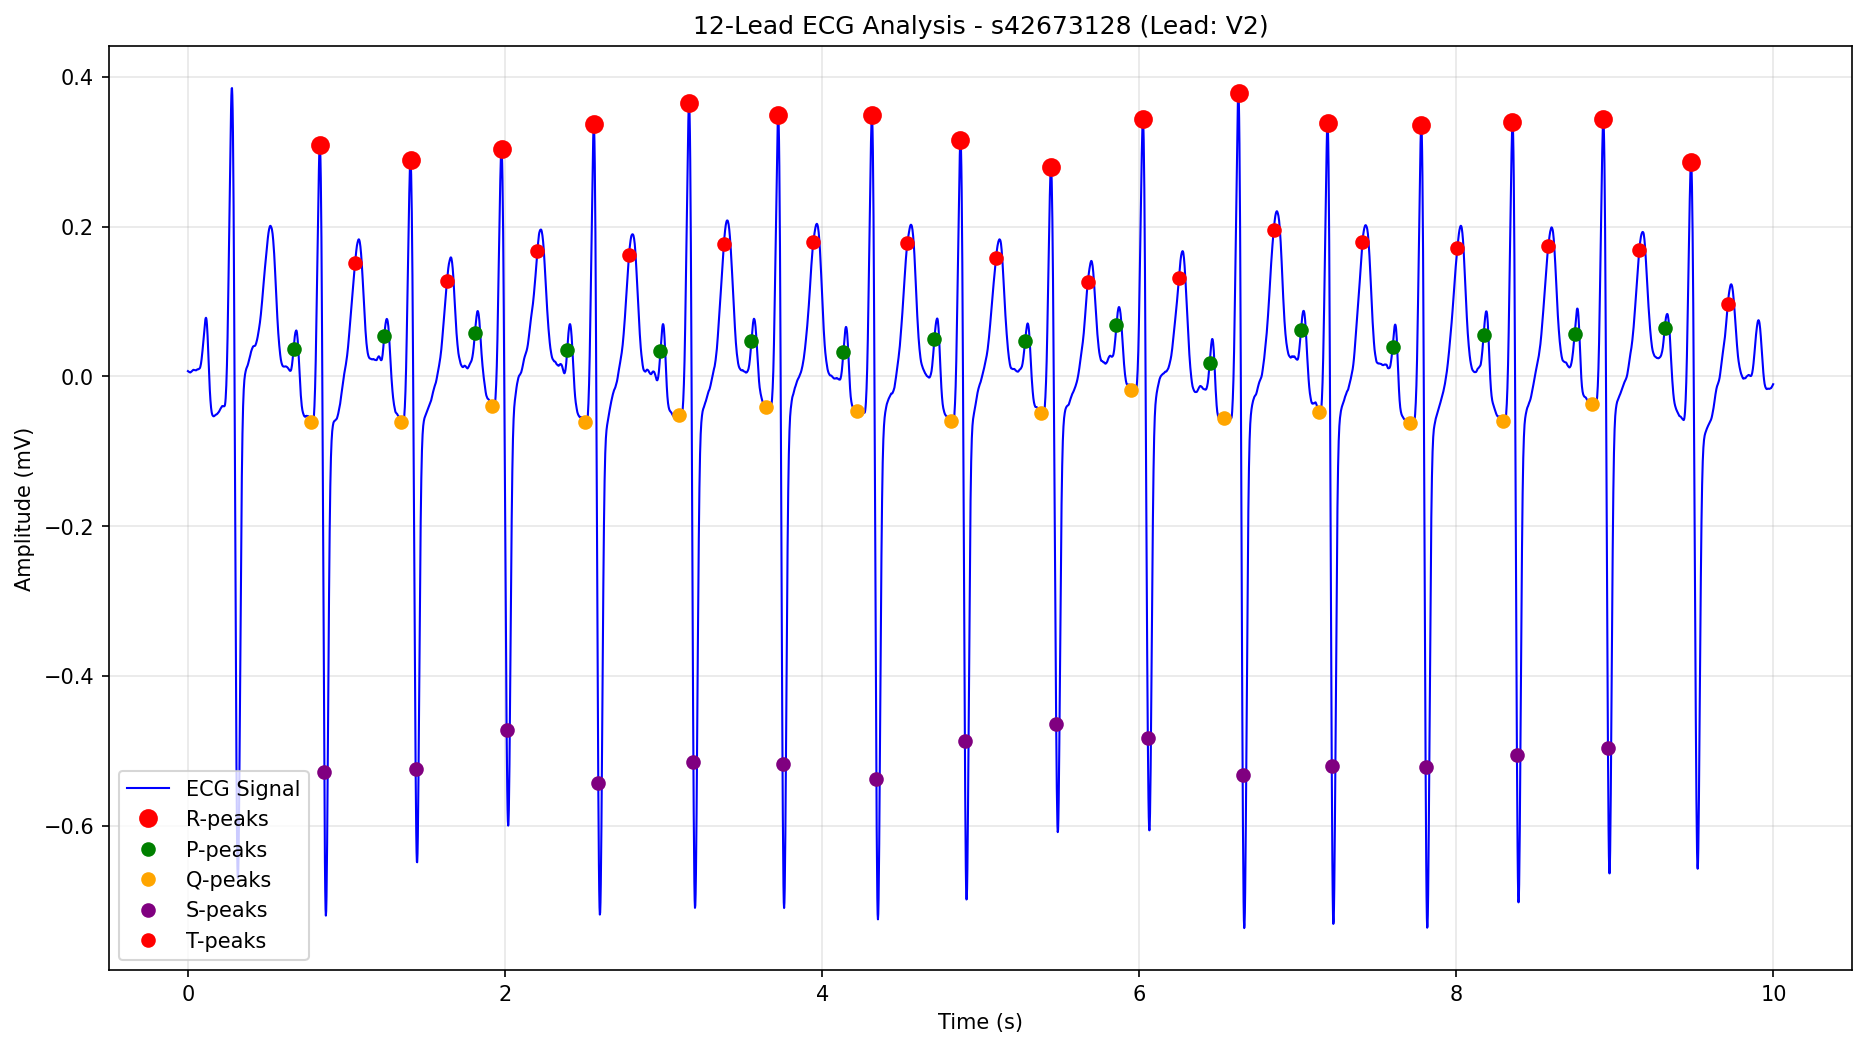 12-Lead ECG Analysis - s42673128 (Lead: V2)
0.4
0.2
0.0
−0.2
−0.4
−0.6
Amplitude (mV)
ECG Signal
R-peaks
P-peaks
Q-peaks
S-peaks
T-peaks
0 2 4 6 8 10
Time (s)